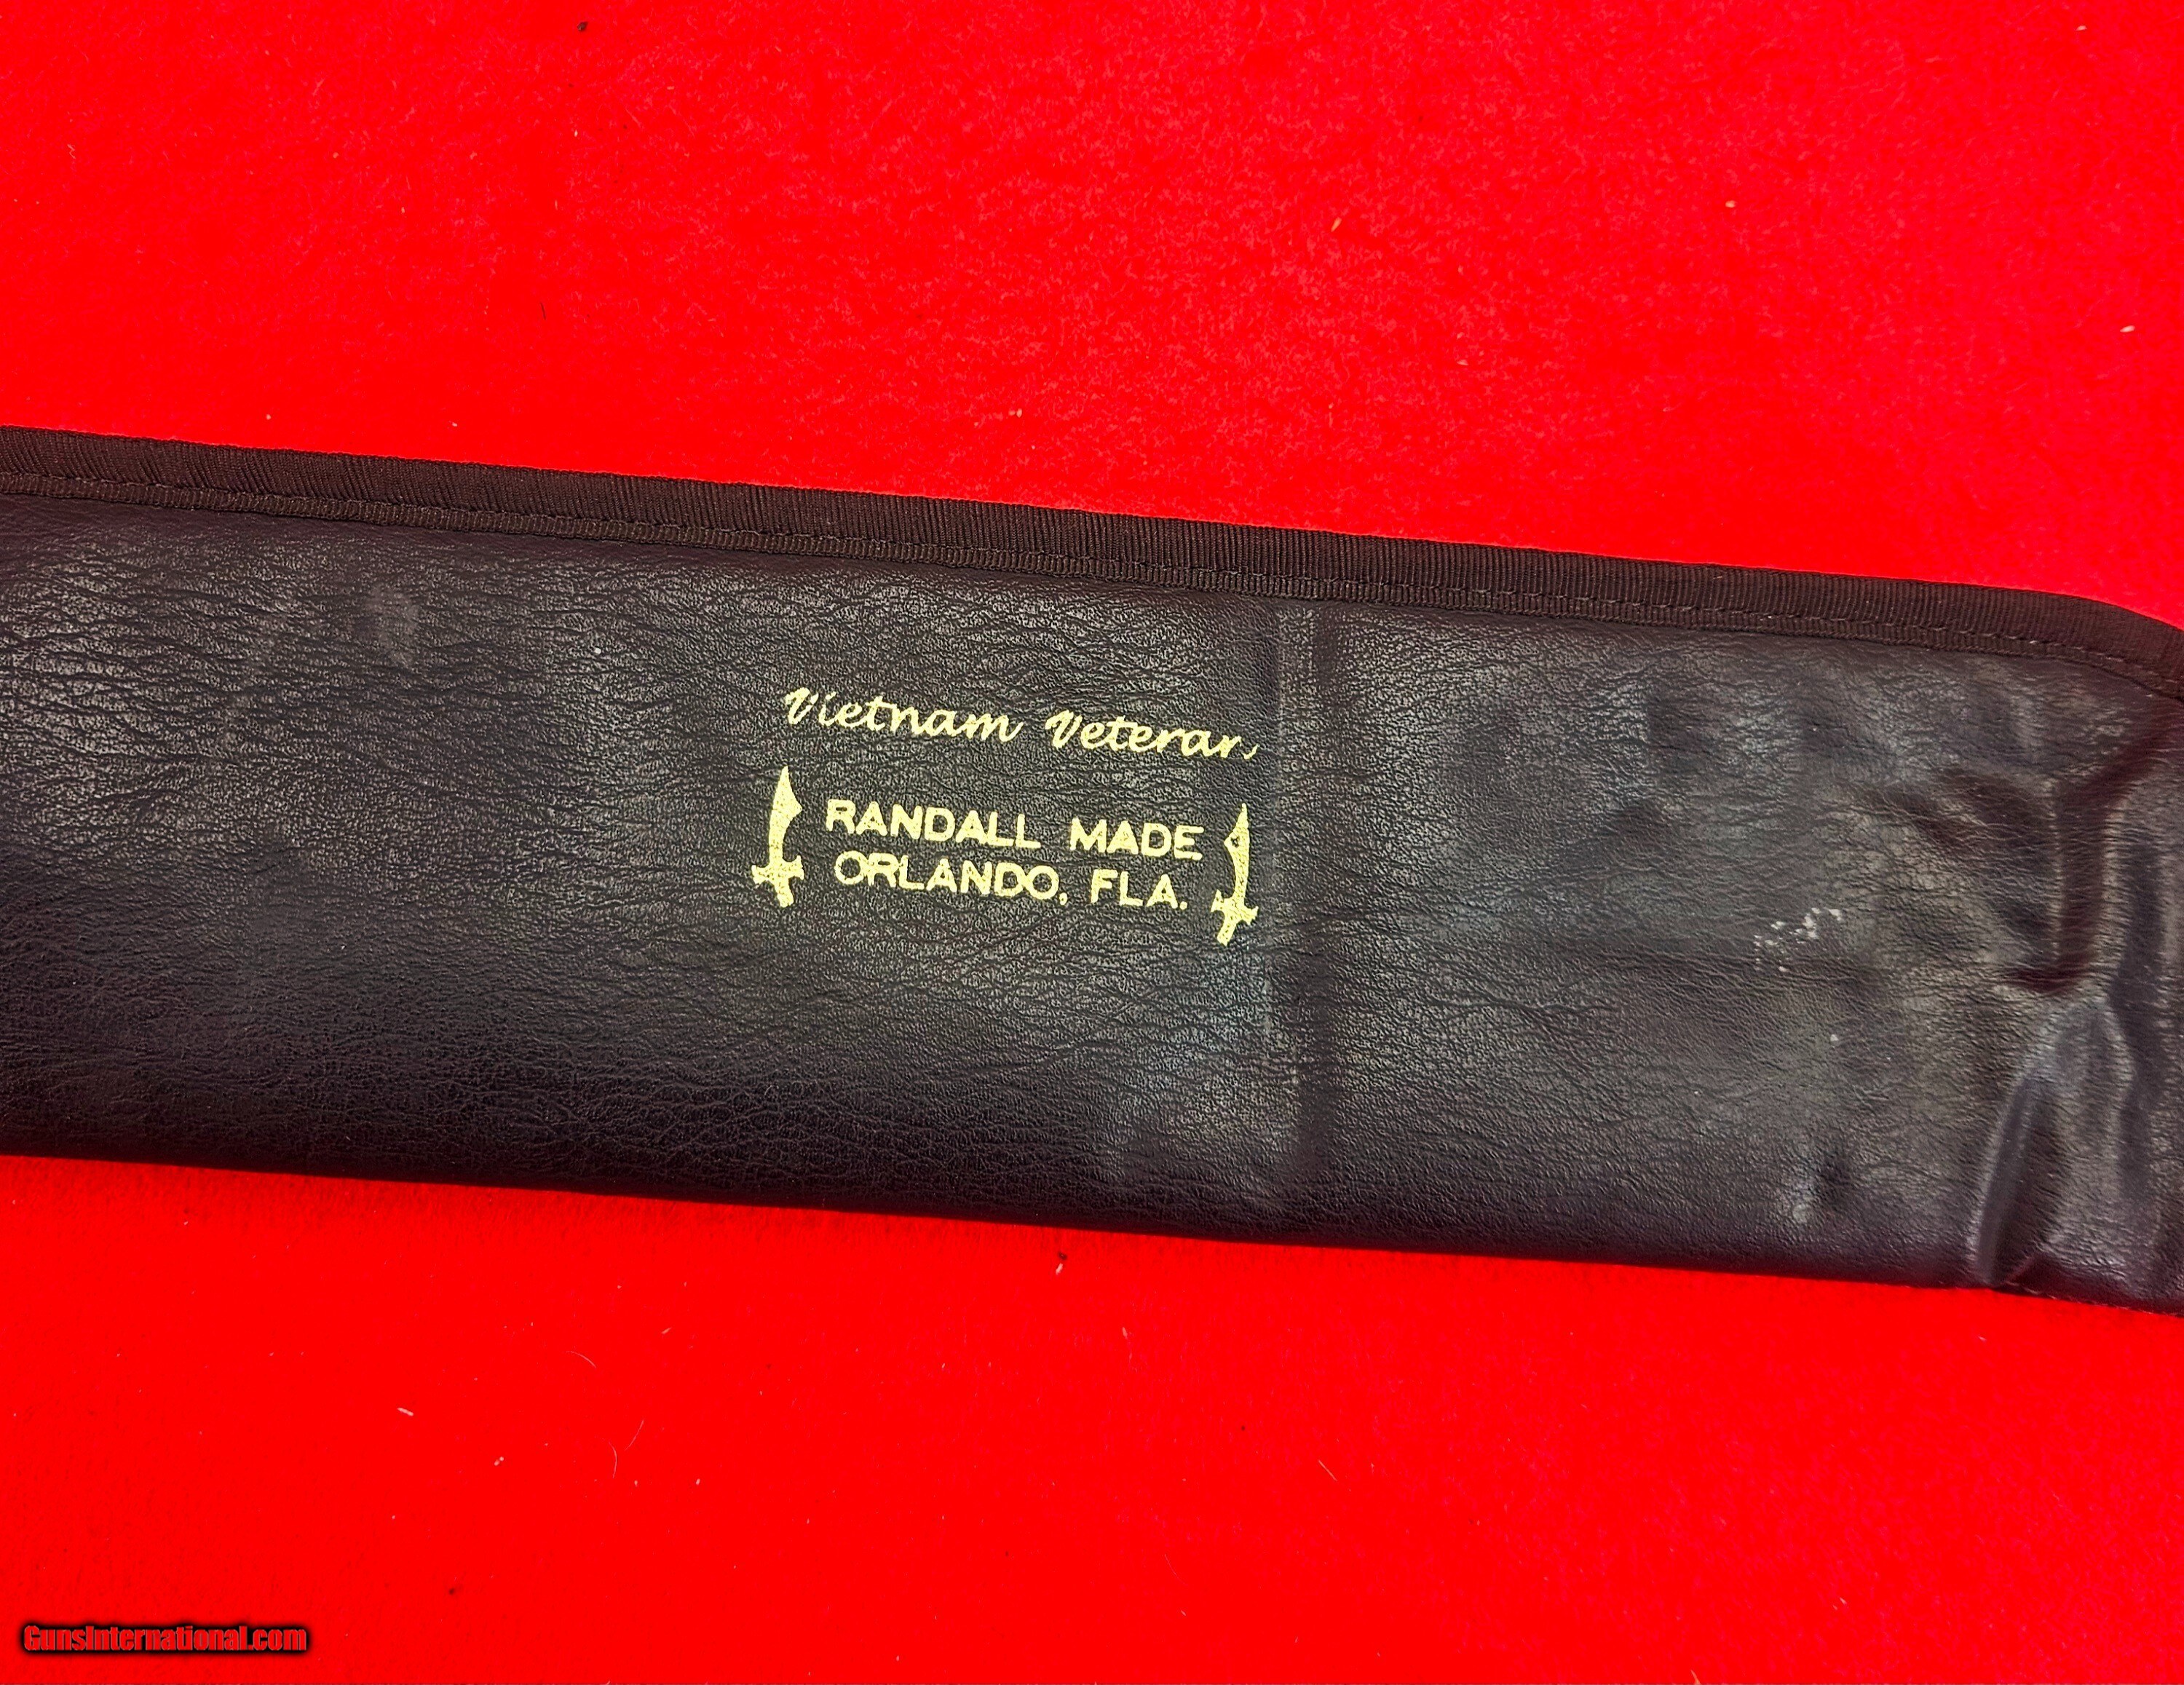 Vietnam Veteran
RANDALL MADE
ORLANDO, FLA.
GunsInternational.com